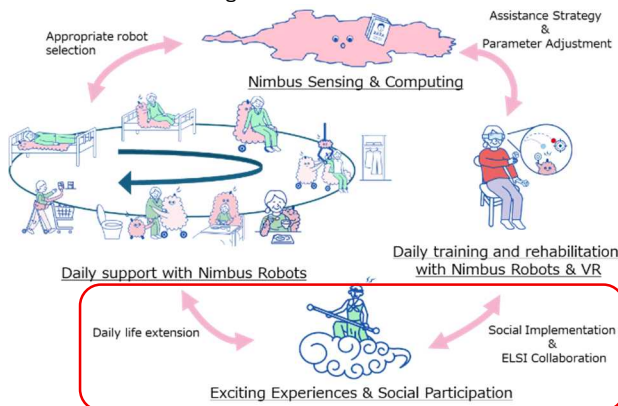 Appropriate robot
selection
Assistance Strategy
&
Parameter Adjustment
Nimbus Sensing & Computing
Daily support with Nimbus Robots
Daily training and rehabilitation
with Nimbus Robots & VR
Daily life extension
Social Implementation
&
ELSI Collaboration
Exciting Experiences & Social Participation